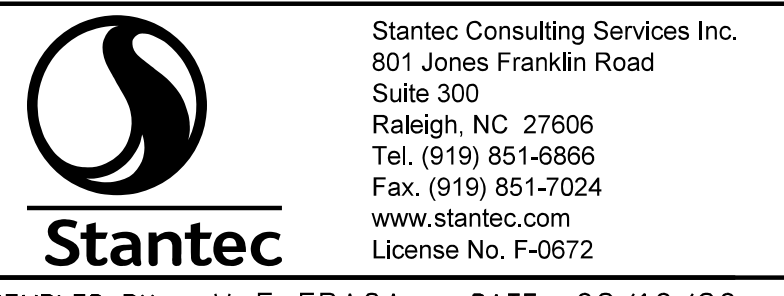 Stantec
Stantec Consulting Services Inc.
801 Jones Franklin Road
Suite 300
Raleigh, NC 27606
Tel. (919) 851-6866
Fax. (919) 851-7024
www.stantec.com
License No. F-0672